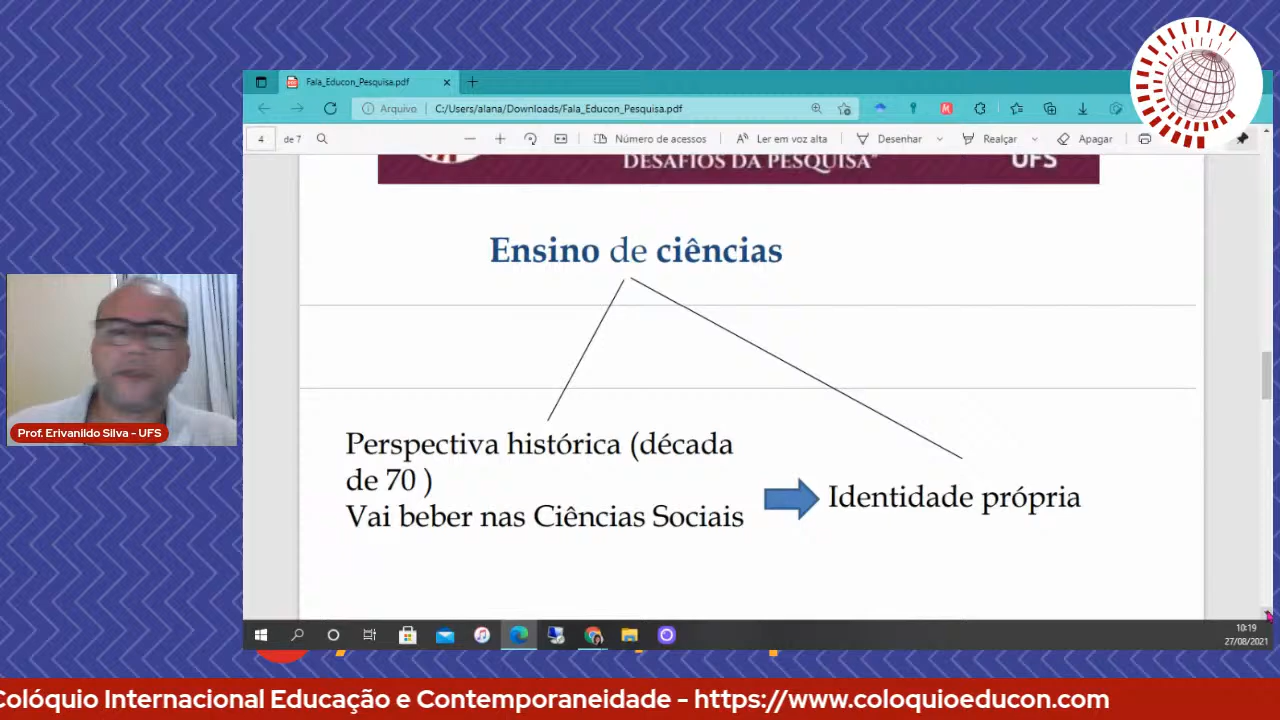 Fala_Educon_Pesquisa.pdf
Arquivo C:/Users/alana/Downloads/Fala_Educon_Pesquisa.pdf
4 de 7 Número de acessos Ler em voz alta Desenhar Realçar Apagar
DESAFIOS DA PESQUISA"
UFS
Ensino de ciências
Perspectiva histórica (década
de 70 )
Vai beber nas Ciências Sociais
Identidade própria
Prof. Erivanildo Silva - UFS
10:19
27/08/2021
Colóquio Internacional Educação e Contemporaneidade - https://www.coloquioeducon.com